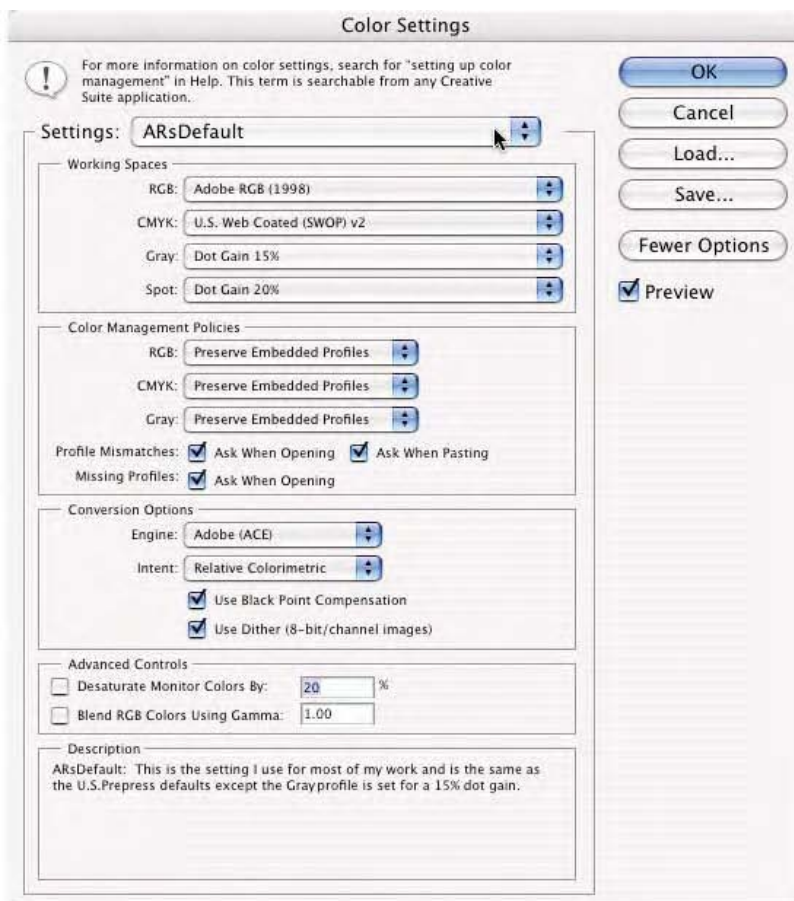 Color Settings
For more information on color settings, search for "setting up color
management" in Help. This term is searchable from any Creative
Suite application.
Settings: ARsDefault
Working Spaces
RGB: Adobe RGB (1998)
CMYK: U.S. Web Coated (SWOP) v2
Gray: Dot Gain 15%
Spot: Dot Gain 20%
Color Management Policies
RGB: Preserve Embedded Profiles
CMYK: Preserve Embedded Profiles
Gray: Preserve Embedded Profiles
Profile Mismatches: Ask When Opening Ask When Pasting
Missing Profiles: Ask When Opening
Conversion Options
Engine: Adobe (ACE)
Intent: Relative Colorimetric
Use Black Point Compensation
Use Dither (8-bit/channel images)
Advanced Controls
Desaturate Monitor Colors By: 20 %
Blend RGB Colors Using Gamma: 1.00
Description
ARsDefault: This is the setting I use for most of my work and is the same as
the U.S.Prepress defaults except the Grayprofile is set for a 15% dot gain.
OK
Cancel
Load...
Save...
Fewer Options
Preview